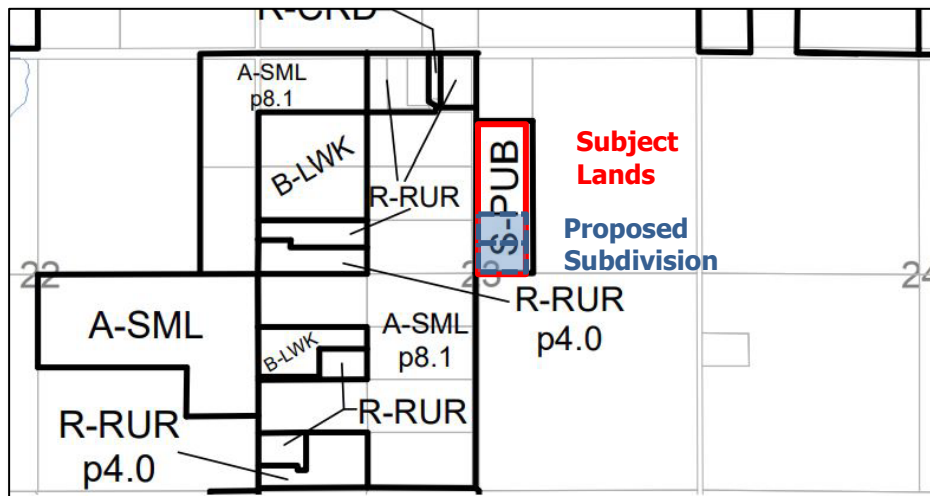 R-CRD
A-SML
p8.1
B-LWK
R-RUR
S-PUB
Subject
Lands
Proposed
Subdivision
22
23
24
R-RUR
p4.0
A-SML
A-SML
p8.1
B-LWK
R-RUR
R-RUR
p4.0